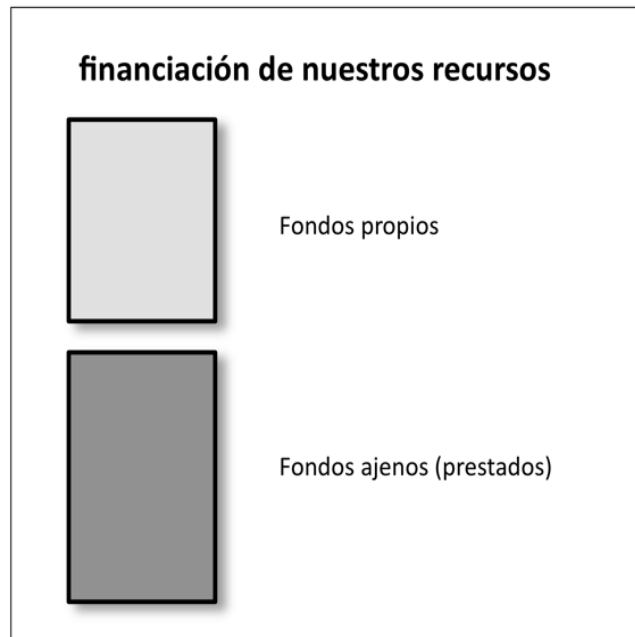 financiación de nuestros recursos
Fondos propios
Fondos ajenos (prestados)